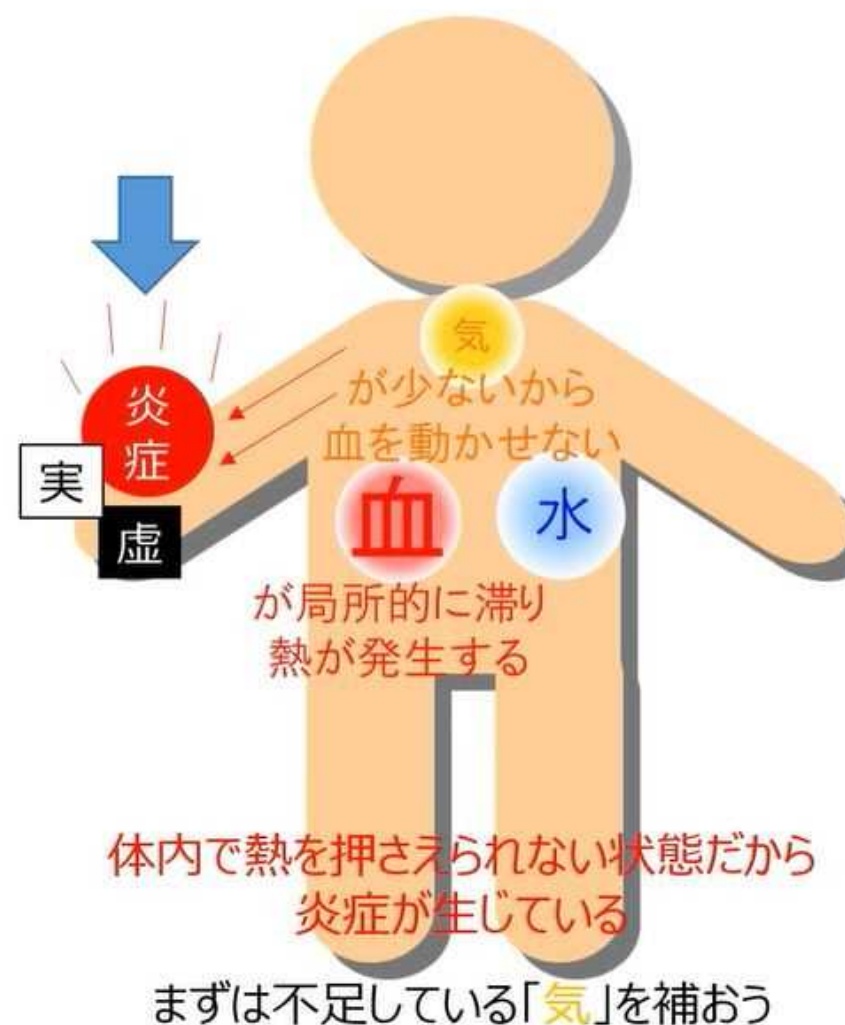 気
が少ないから
血を動かせない
炎症
実
虚
血
水
が局所的に滞り
熱が発生する
体内で熱を押さえられない状態だから
炎症が生じている
まずは不足している「気」を補おう